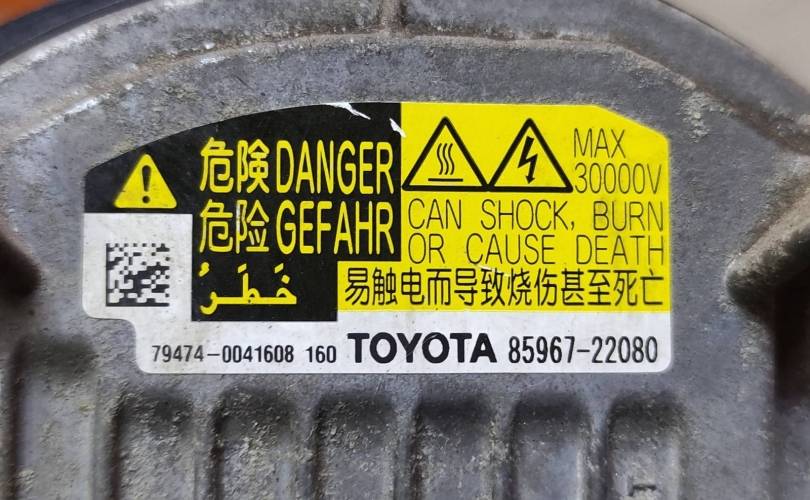 危険 DANGER
危险 GEFAHR
خَطَرُ
MAX
30000V
CAN SHOCK, BURN
OR CAUSE DEATH
易触电而导致烧伤甚至死亡
79474-0041608 160 TOYOTA 85967-22080